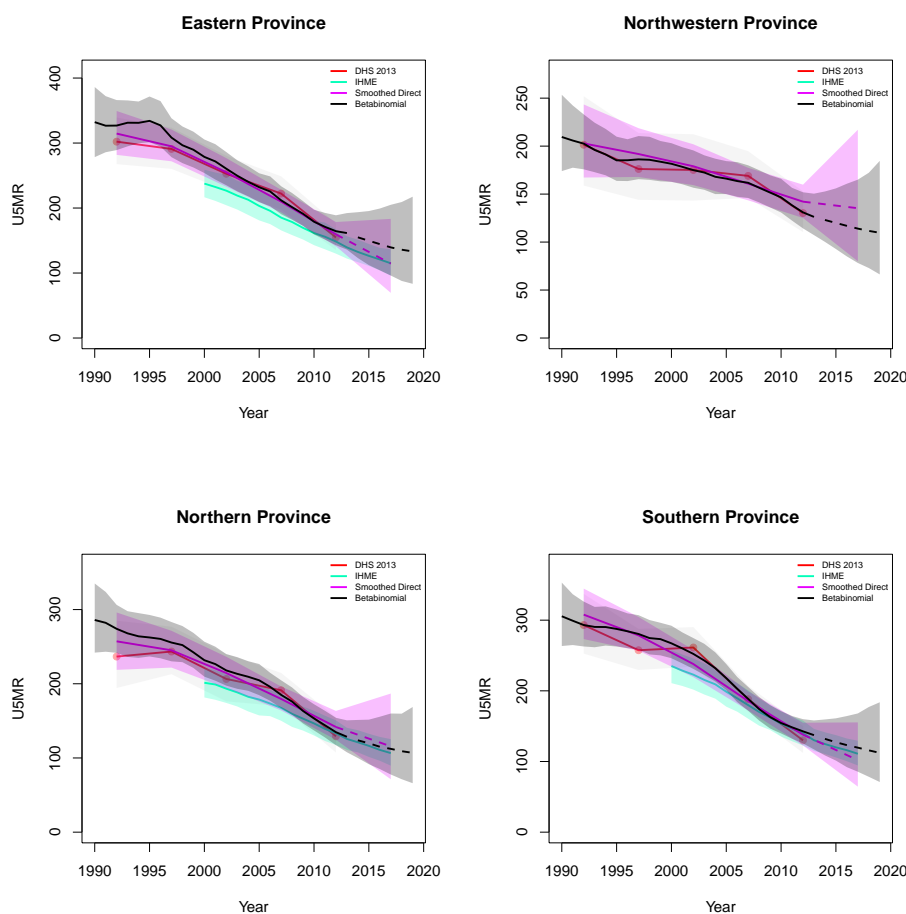 Eastern Province
U5MR
0 100 200 300 400
DHS 2013
IHME
Smoothed Direct
Betabinomial
1990 1995 2000 2005 2010 2015 2020
Year
Northwestern Province
U5MR
0 50 100 150 200 250
DHS 2013
IHME
Smoothed Direct
Betabinomial
1990 1995 2000 2005 2010 2015 2020
Year
Northern Province
U5MR
0 100 200 300
DHS 2013
IHME
Smoothed Direct
Betabinomial
1990 1995 2000 2005 2010 2015 2020
Year
Southern Province
U5MR
0 100 200 300
DHS 2013
IHME
Smoothed Direct
Betabinomial
1990 1995 2000 2005 2010 2015 2020
Year